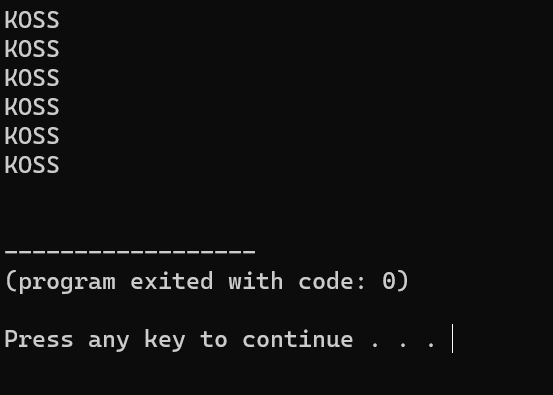 KOSS
KOSS
KOSS
KOSS
KOSS
KOSS
------------------
(program exited with code: 0)
Press any key to continue . . .